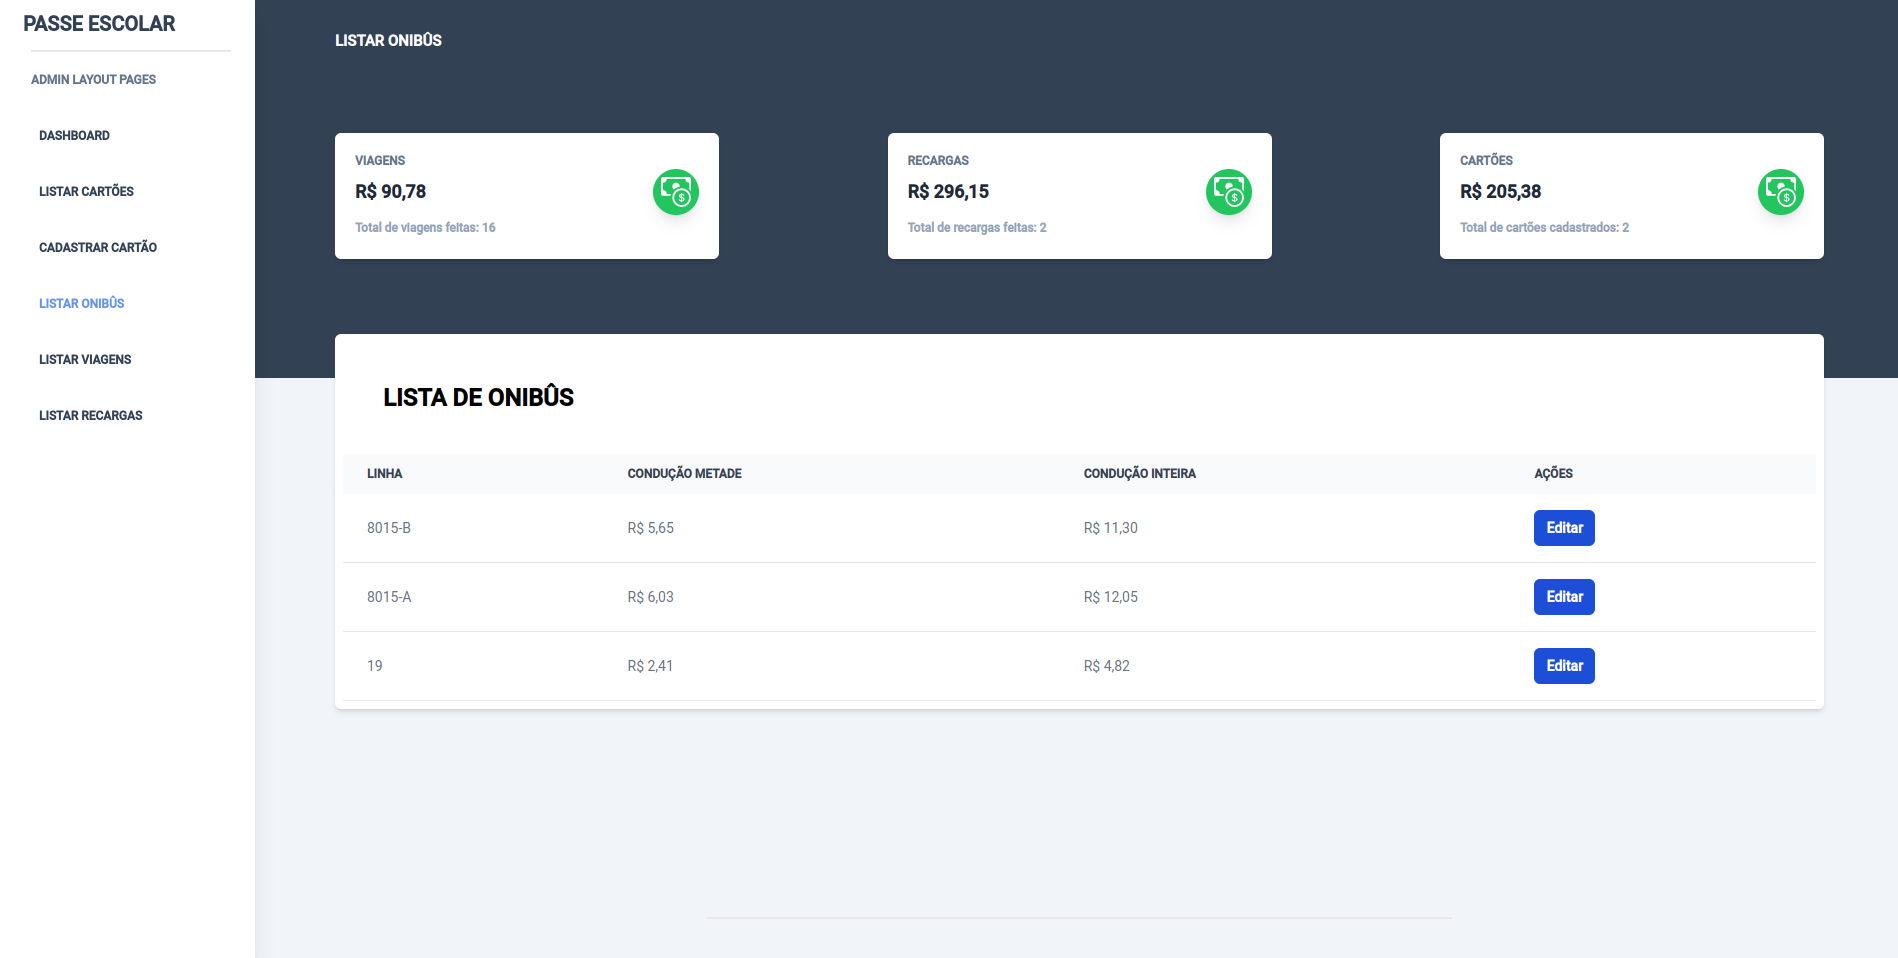 PASSE ESCOLAR
ADMIN LAYOUT PAGES
DASHBOARD
LISTAR CARTÕES
CADASTRAR CARTÃO
LISTAR ONIBÛS
LISTAR VIAGENS
LISTAR RECARGAS
LISTAR ONIBÛS
VIAGENS
R$ 90,78
Total de viagens feitas: 16
RECARGAS
R$ 296,15
Total de recargas feitas: 2
CARTÕES
R$ 205,38
Total de cartões cadastrados: 2
LISTA DE ONIBÛS
LINHA CONDUÇÃO METADE CONDUÇÃO INTEIRA AÇÕES
8015-B R$ 5,65 R$ 11,30 Editar
8015-A R$ 6,03 R$ 12,05 Editar
19 R$ 2,41 R$ 4,82 Editar